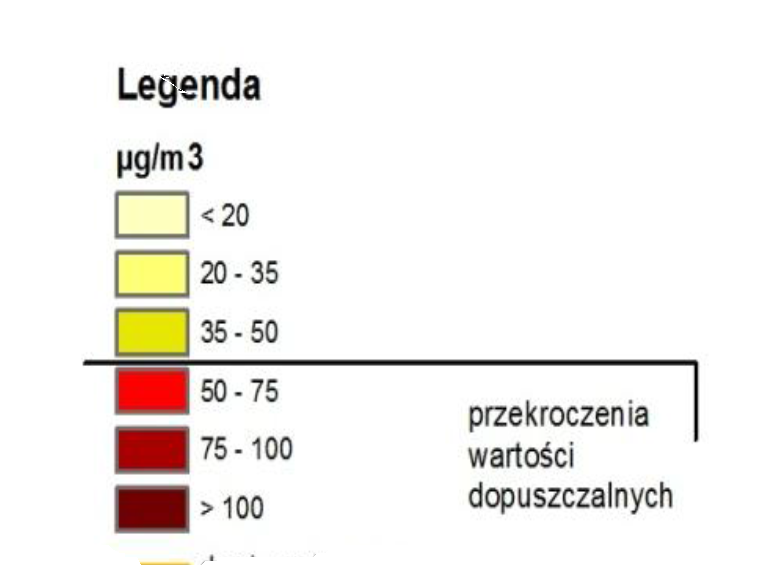 Legenda
µg/m3
< 20
20 - 35
35 - 50
50 - 75
75 - 100
> 100
przekroczenia
wartości
dopuszczalnych